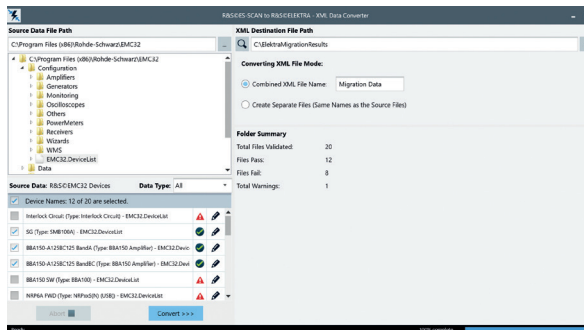 R&S©ES-SCAN to R&S©ELEKTRA - XML Data Converter
Source Data File Path
C:\Program Files (x86)\Rohde-Schwarz\EMC32
...
C:\Program Files (x86)\Rohde-Schwarz\EMC32
Configuration
Amplifiers
Generators
Monitoring
Oscilloscopes
Others
PowerMeters
Receivers
Wizards
WMS
EMC32.DeviceList
Data
Source Data: R&S©EMC32 Devices
Data Type: All
Device Names: 12 of 20 are selected.
Interlock Circuit (Type: Interlock Circuit) - EMC32.DeviceList
SG (Type: SMB100A) - EMC32.DeviceList
BBA150-A125BC125 BandA (Type: BBA150 Amplifier) - EMC32.Devic
BBA150-A125BC125 BandBC (Type: BBA150 Amplifier) - EMC32.Devi
BBA150 SW (Type: BBA100) - EMC32.DeviceList
NRP6A FWD (Type: NRPxxS(N) (USB)) - EMC32.DeviceList
Abort
Convert >>>
XML Destination File Path
C:\ElektraMigrationResults
Converting XML File Mode:
Combined XML File Name: Migration Data
Create Separate Files (Same Names as the Source Files)
Folder Summary
Total Files Validated: 20
Files Pass: 12
Files Fail: 8
Total Warnings: 1
Ready
100% complete